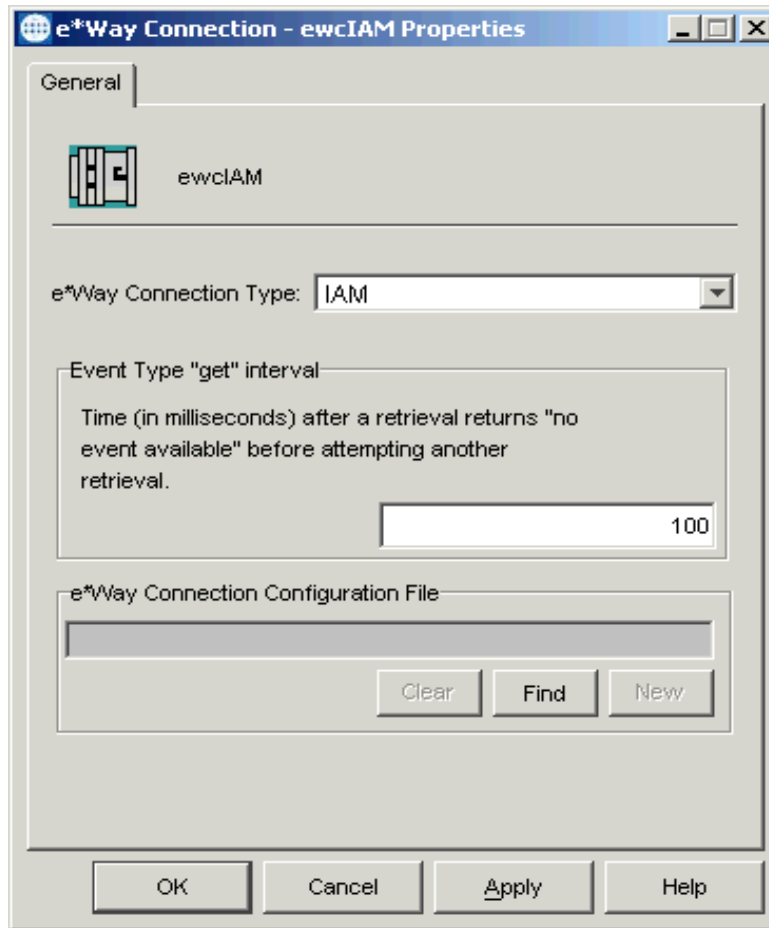 e*Way Connection - ewcIAM Properties
General
ewcIAM
e*Way Connection Type: IAM
Event Type "get" interval
Time (in milliseconds) after a retrieval returns "no
event available" before attempting another
retrieval.
100
e*Way Connection Configuration File
Clear Find New
OK Cancel Apply Help